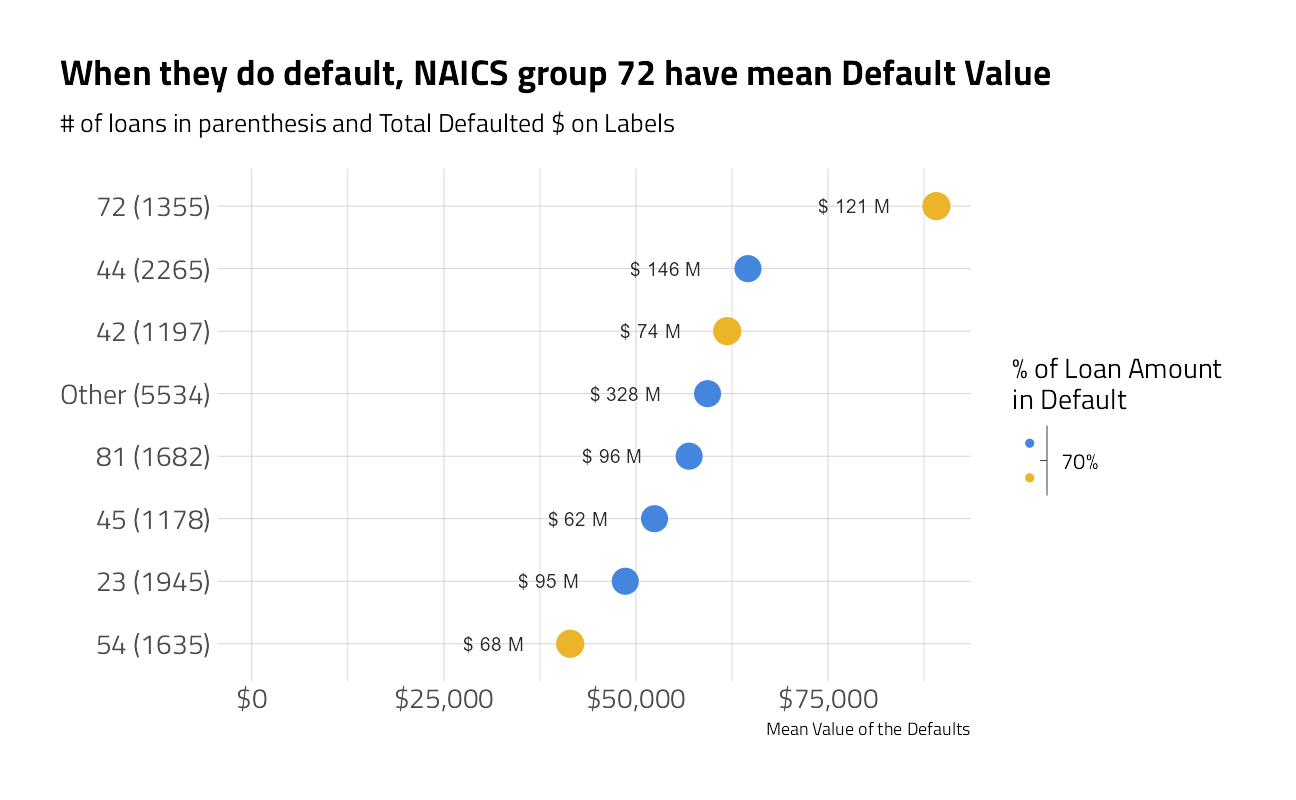 When they do default, NAICS group 72 have mean Default Value
# of loans in parenthesis and Total Defaulted $ on Labels
72 (1355)
$ 121 M
44 (2265)
$ 146 M
42 (1197)
$ 74 M
Other (5534)
$ 328 M
81 (1682)
$ 96 M
45 (1178)
$ 62 M
23 (1945)
$ 95 M
54 (1635)
$ 68 M
$0 $25,000 $50,000 $75,000
Mean Value of the Defaults
% of Loan Amount
in Default
70%